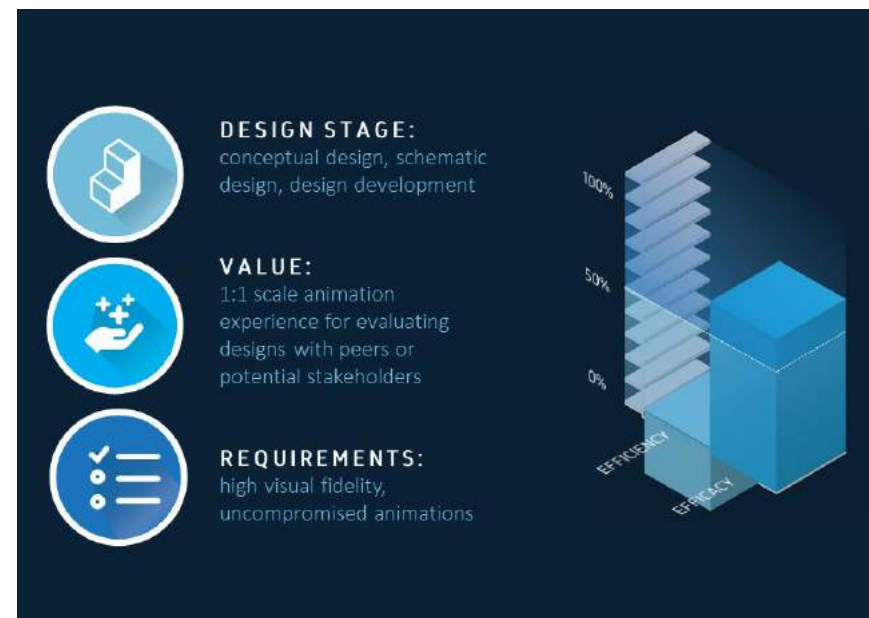 DESIGN STAGE:
conceptual design, schematic
design, design development
VALUE:
1:1 scale animation
experience for evaluating
designs with peers or
potential stakeholders
REQUIREMENTS:
high visual fidelity,
uncompromised animations
100%
50%
0%
EFFICIENCY
EFFICACY